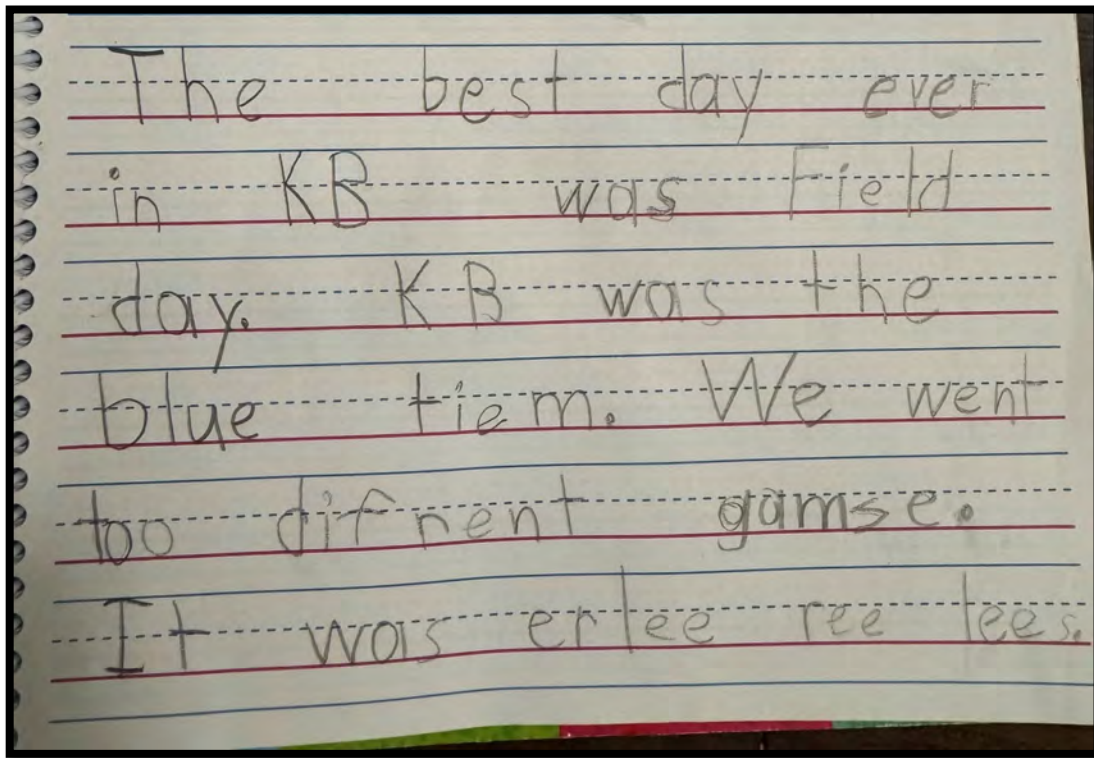 The best day ever
in KB was Field
day. KB was the
blue tiem. We went
too difrent gamse.
It was erlee ree lees.